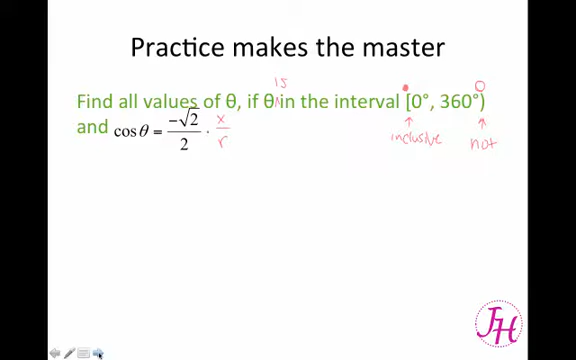 Practice makes the master
is
Find all values of θ, if θ in the interval [0°, 360°)
and cos θ = -√2/2 · x/r
inclusive not
JH